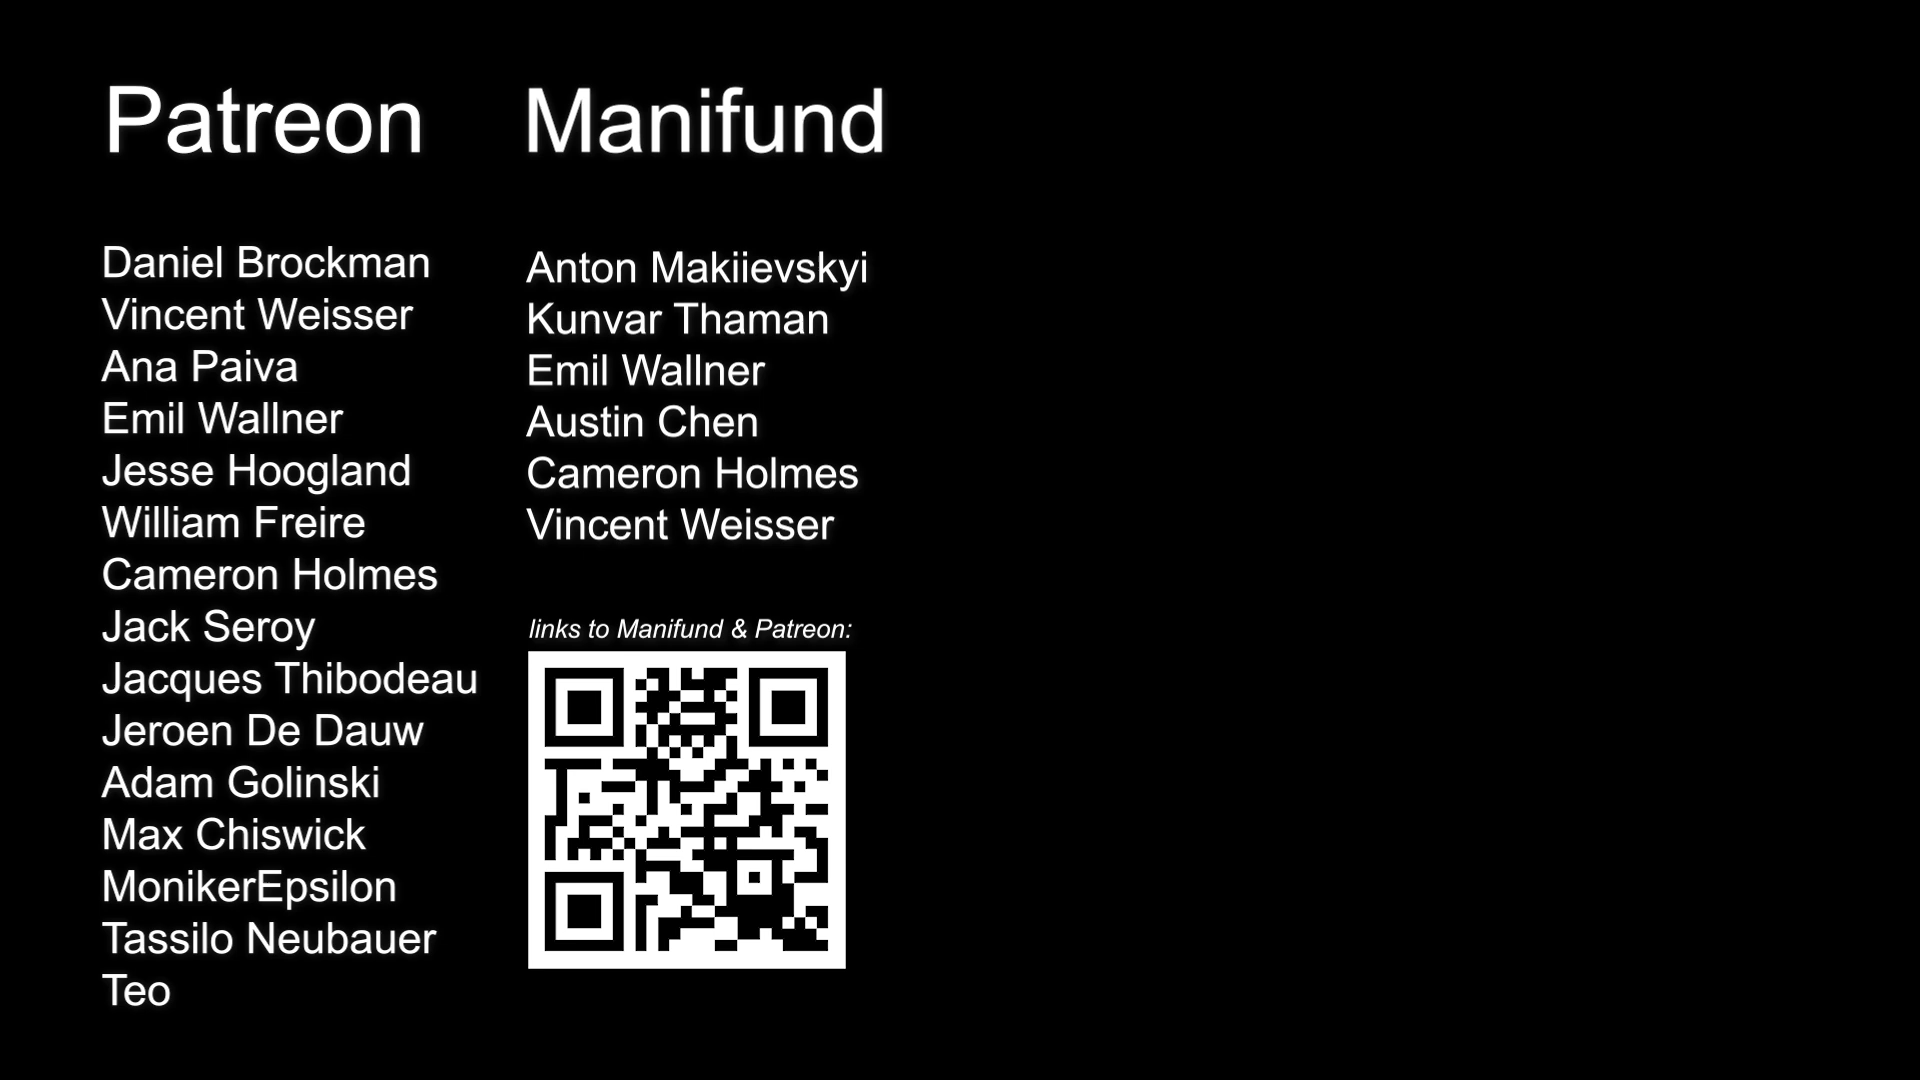 Patreon
Daniel Brockman
Vincent Weisser
Ana Paiva
Emil Wallner
Jesse Hoogland
William Freire
Cameron Holmes
Jack Seroy
Jacques Thibodeau
Jeroen De Dauw
Adam Golinski
Max Chiswick
MonikerEpsilon
Tassilo Neubauer
Teo
Manifund
Anton Makiievskyi
Kunvar Thaman
Emil Wallner
Austin Chen
Cameron Holmes
Vincent Weisser
links to Manifund & Patreon: